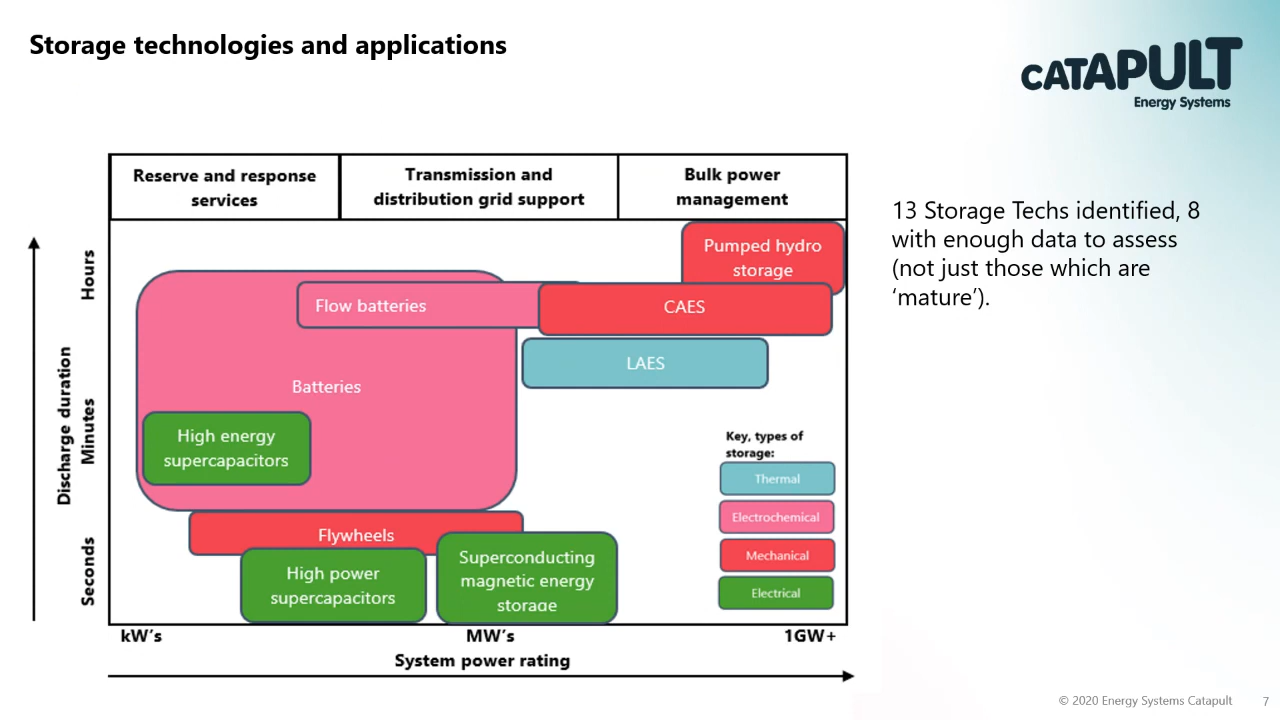 Storage technologies and applications
CATAPULT
Energy Systems
Reserve and response
services
Transmission and
distribution grid support
Bulk power
management
13 Storage Techs identified, 8
with enough data to assess
(not just those which are
‘mature’).
Discharge duration
Hours
Minutes
Seconds
Pumped hydro
storage
Flow batteries
CAES
LAES
Batteries
High energy
supercapacitors
Key, types of
storage:
Thermal
Electrochemical
Mechanical
Electrical
Flywheels
High power
supercapacitors
Superconducting
magnetic energy
storage
kW’s
MW’s
1GW+
System power rating
© 2020 Energy Systems Catapult
7